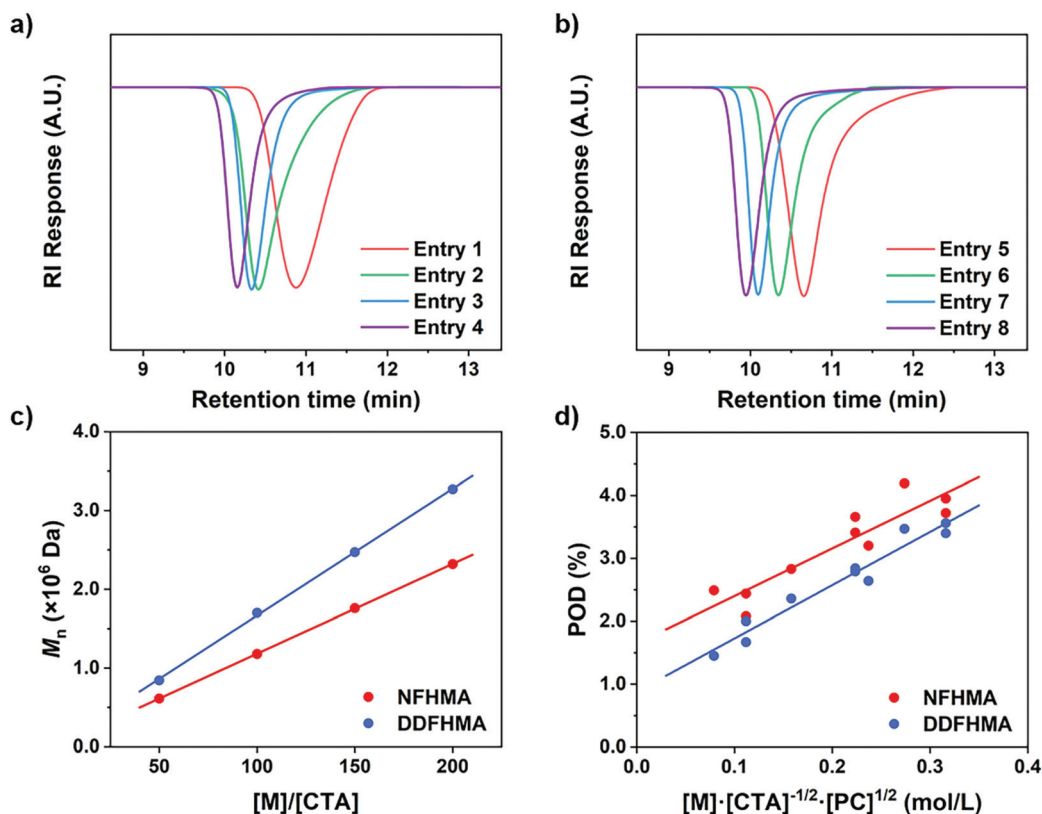 a)
RI Response (A.U.)
Entry 1
Entry 2
Entry 3
Entry 4
9 10 11 12 13
Retention time (min)
b)
RI Response (A.U.)
Entry 5
Entry 6
Entry 7
Entry 8
9 10 11 12 13
Retention time (min)
c)
Mn (×10⁶ Da)
4.0
3.0
2.0
1.0
0.0
NFHMA
DDFHMA
50 100 150 200
[M]/[CTA]
d)
POD (%)
5.0
4.0
3.0
2.0
1.0
0.0
NFHMA
DDFHMA
0.0 0.1 0.2 0.3 0.4
[M]·[CTA]⁻¹/²·[PC]¹/² (mol/L)